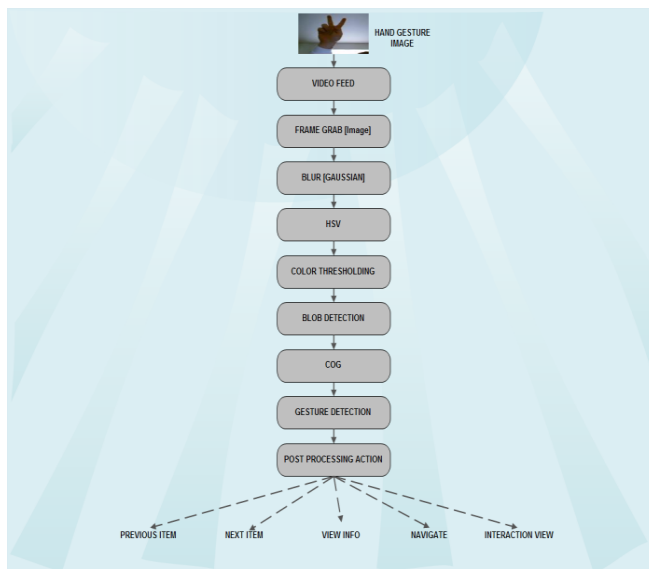 HAND GESTURE
IMAGE
VIDEO FEED
FRAME GRAB [Image]
BLUR [GAUSSIAN]
HSV
COLOR THRESHOLDING
BLOB DETECTION
COG
GESTURE DETECTION
POST PROCESSING ACTION
PREVIOUS ITEM NEXT ITEM VIEW INFO NAVIGATE INTERACTION VIEW